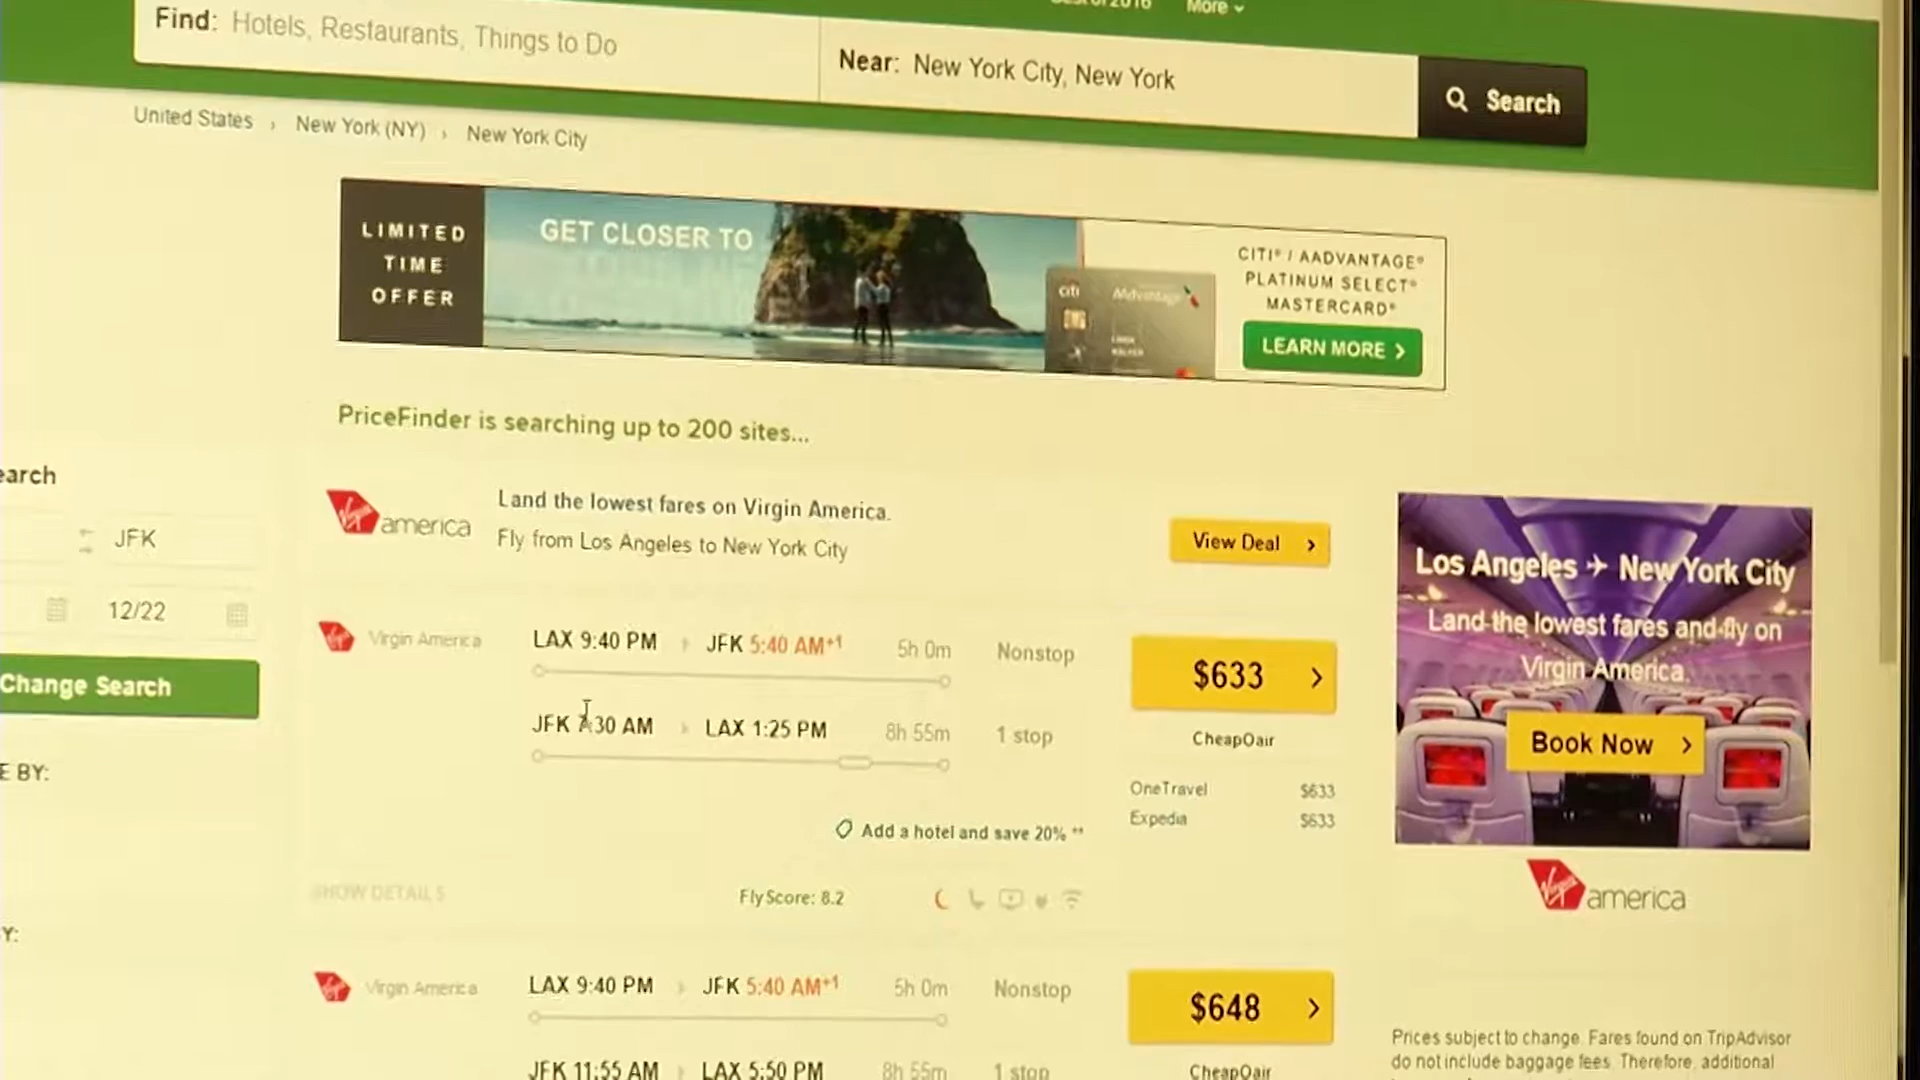 More
Find: Hotels, Restaurants, Things to Do
Near: New York City, New York
Search
United States › New York (NY) › New York City
LIMITED
TIME
OFFER
GET CLOSER TO
citi
AAdvantage
CITI® / AADVANTAGE®
PLATINUM SELECT®
MASTERCARD®
LEARN MORE >
PriceFinder is searching up to 200 sites...
earch
JFK
12/22
Change Search
E BY:
Y:
Virgin america
Land the lowest fares on Virgin America.
Fly from Los Angeles to New York City
View Deal >
Virgin America
LAX 9:40 PM JFK 5:40 AM+1 5h 0m Nonstop
JFK 7:30 AM LAX 1:25 PM 8h 55m 1 stop
$633 >
CheapOair
OneTravel $633
Expedia $633
Add a hotel and save 20% **
SHOW DETAILS
FlyScore: 8.2
Virgin America
LAX 9:40 PM JFK 5:40 AM+1 5h 0m Nonstop
JFK 11:55 AM LAX 5:50 PM 8h 55m 1 stop
$648 >
CheapOair
Los Angeles New York City
Land the lowest fares and fly on
Virgin America.
Book Now >
Virgin america
Prices subject to change. Fares found on TripAdvisor
do not include baggage fees. Therefore, additional